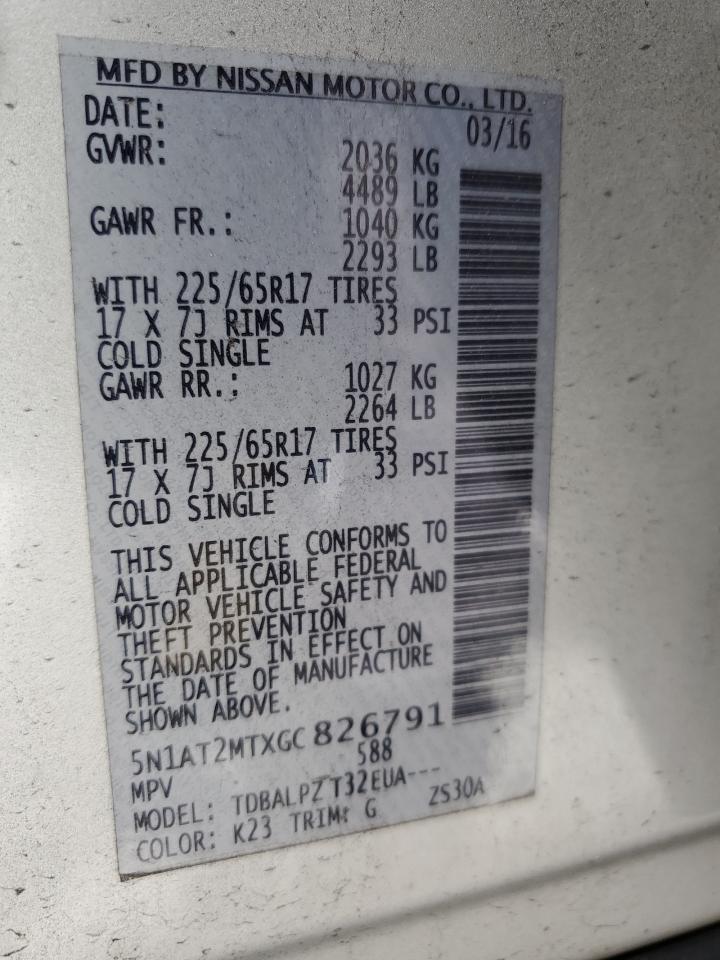 MFD BY NISSAN MOTOR CO., LTD.
DATE: 03/16
GVWR: 2036 KG
4489 LB
GAWR FR.: 1040 KG
2293 LB
WITH 225/65R17 TIRES
17 X 7J RIMS AT 33 PSI
COLD SINGLE
GAWR RR.: 1027 KG
2264 LB
WITH 225/65R17 TIRES
17 X 7J RIMS AT 33 PSI
COLD SINGLE
THIS VEHICLE CONFORMS TO
ALL APPLICABLE FEDERAL
MOTOR VEHICLE SAFETY AND
THEFT PREVENTION
STANDARDS IN EFFECT ON
THE DATE OF MANUFACTURE
SHOWN ABOVE.
5N1AT2MTXGC826791
MPV 588
MODEL: TDBALPZ T32EUA---
COLOR: K23 TRIM: G ZS30A